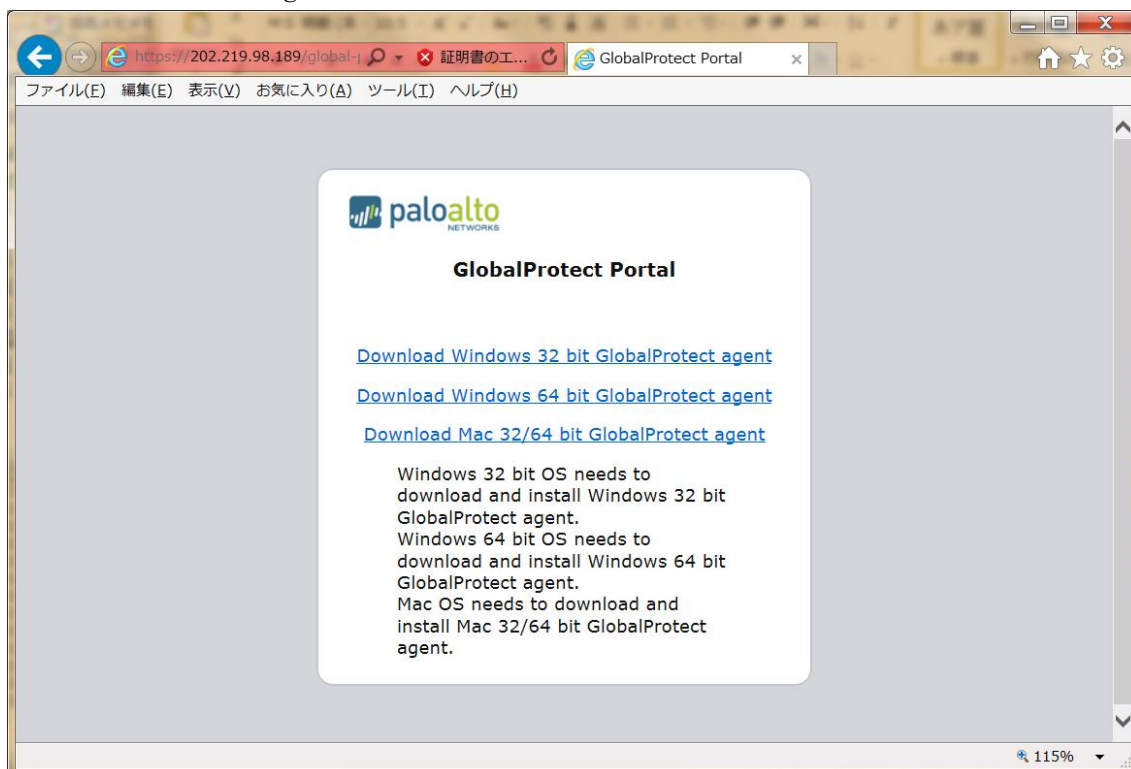 https://202.219.98.189/global-
証明書のエ...
GlobalProtect Portal
ファイル(F) 編集(E) 表示(V) お気に入り(A) ツール(T) ヘルプ(H)
paloalto
NETWORKS
GlobalProtect Portal
Download Windows 32 bit GlobalProtect agent
Download Windows 64 bit GlobalProtect agent
Download Mac 32/64 bit GlobalProtect agent
Windows 32 bit OS needs to
download and install Windows 32 bit
GlobalProtect agent.
Windows 64 bit OS needs to
download and install Windows 64 bit
GlobalProtect agent.
Mac OS needs to download and
install Mac 32/64 bit GlobalProtect
agent.
115%